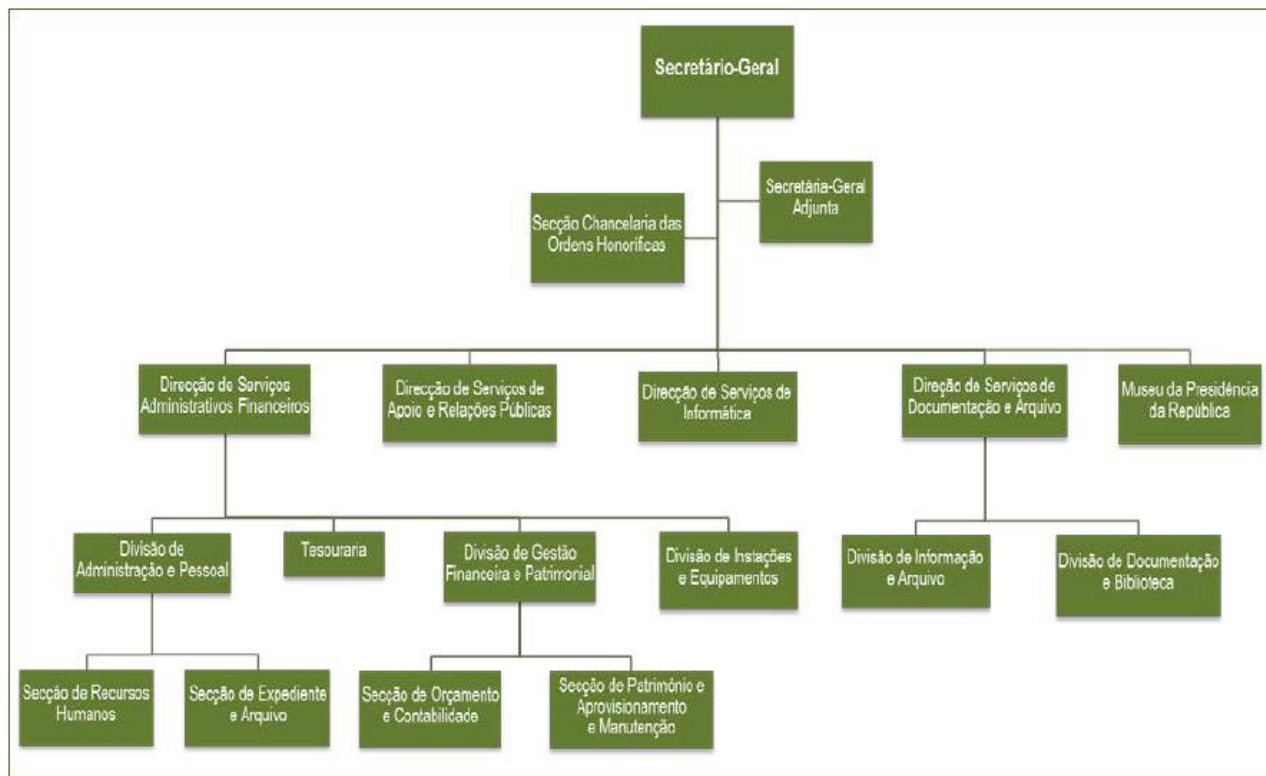 Secretário-Geral
Secretária-Geral
Adjunta
Secção Chancelaria das
Ordens Honoríficas
Direcção de Serviços
Administrativos Financeiros
Direcção de Serviços de
Apoio e Relações Públicas
Direcção de Serviços de
Informática
Direção de Serviços de
Documentação e Arquivo
Museu da Presidência
da República
Divisão de
Administração e Pessoal
Tesouraria
Divisão de Gestão
Financeira e Patrimonial
Divisão de Instações
e Equipamentos
Divisão de Informação
e Arquivo
Divisão de Documentação
e Biblioteca
Secção de Recursos
Humanos
Secção de Expediente
e Arquivo
Secção de Orçamento
e Contabilidade
Secção de Património e
Aprovisionamento
e Manutenção